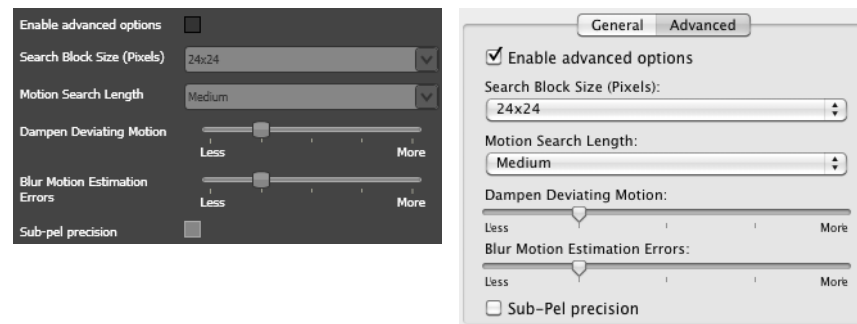 Enable advanced options
Search Block Size (Pixels)
24x24
Motion Search Length
Medium
Dampen Deviating Motion
Less More
Blur Motion Estimation
Errors
Less More
Sub-pel precision
General Advanced
Enable advanced options
Search Block Size (Pixels):
24x24
Motion Search Length:
Medium
Dampen Deviating Motion:
Less More
Blur Motion Estimation Errors:
Less More
Sub-Pel precision